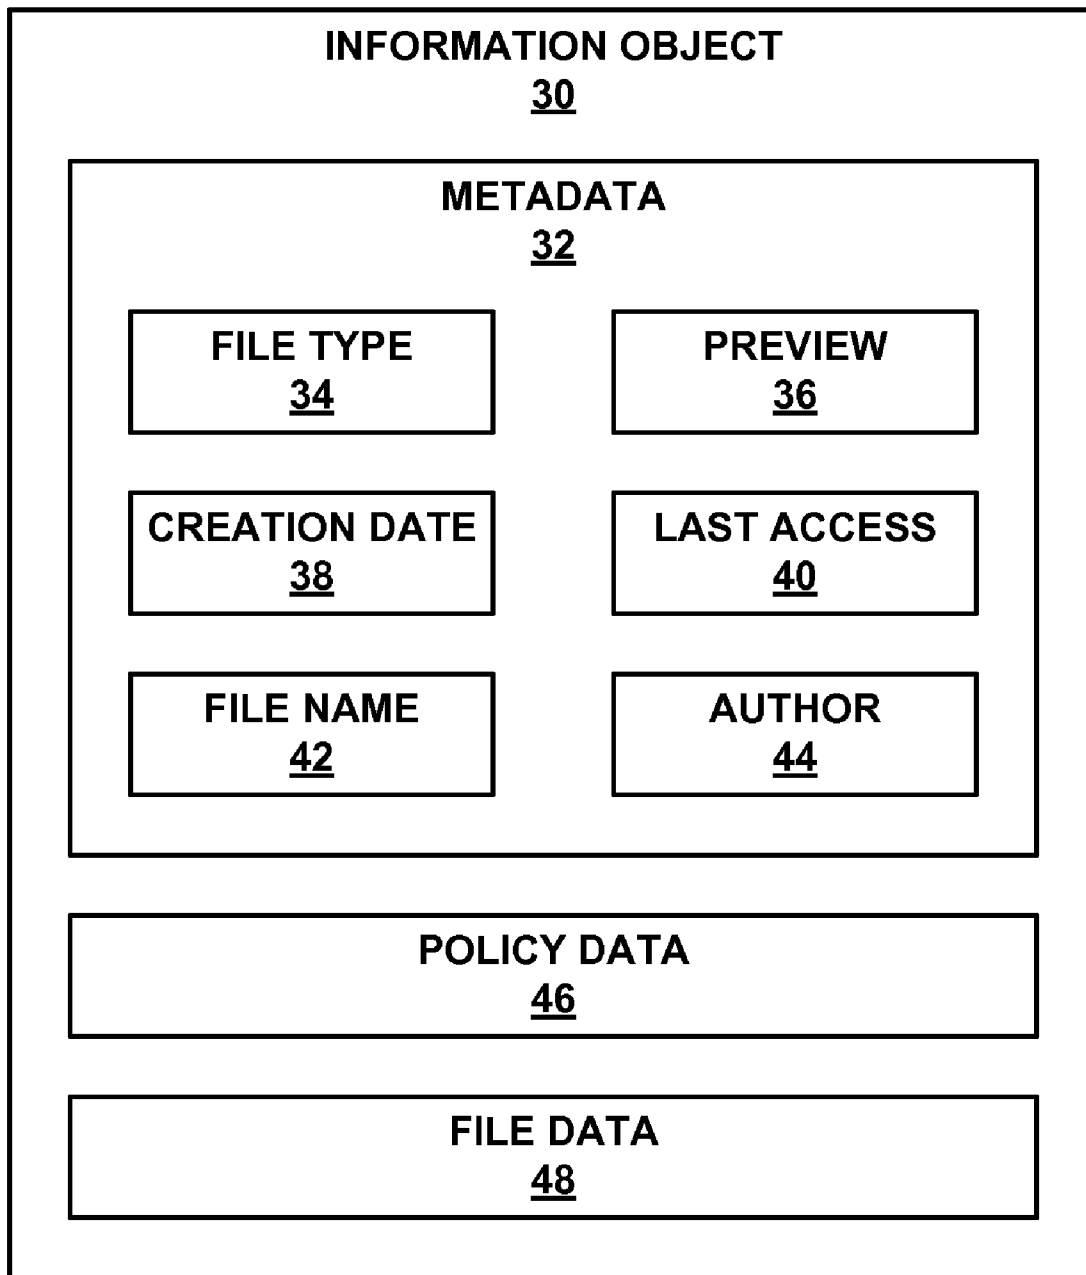 INFORMATION OBJECT
30
METADATA
32
FILE TYPE
34
PREVIEW
36
CREATION DATE
38
LAST ACCESS
40
FILE NAME
42
AUTHOR
44
POLICY DATA
46
FILE DATA
48